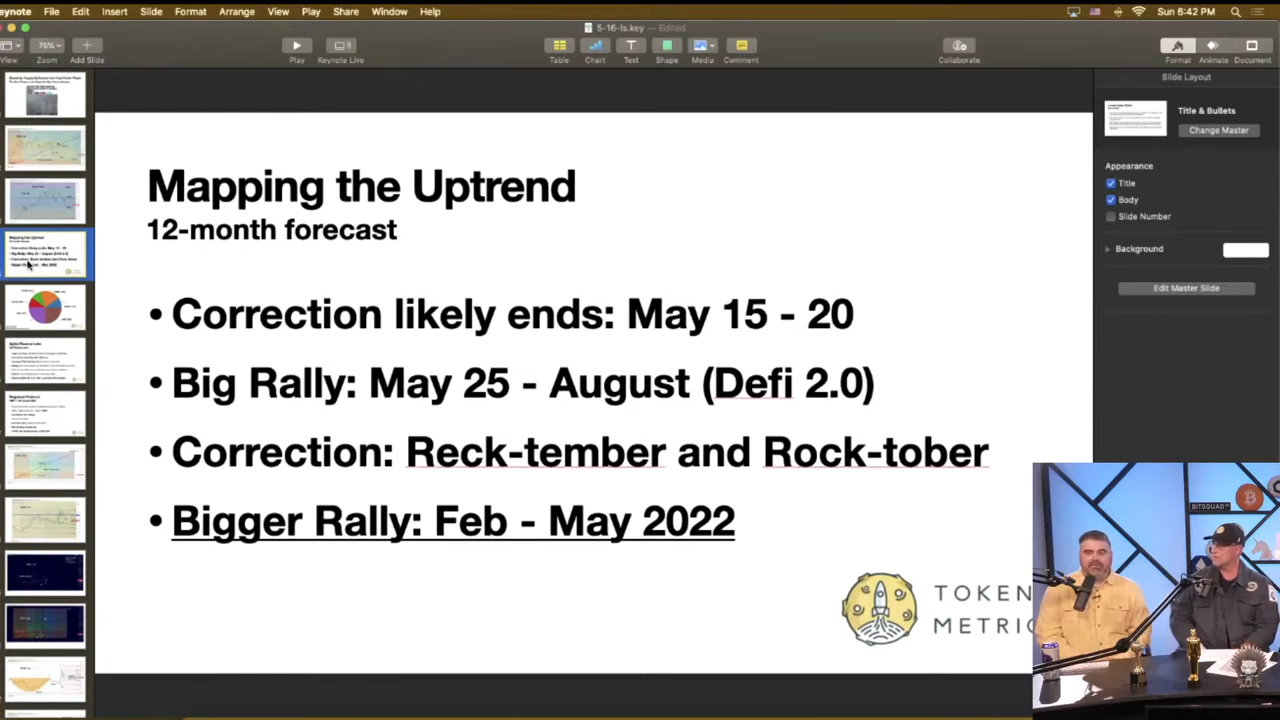 eynote File Edit Insert Slide Format Arrange View Play Share Window Help
Sun 6:42 PM
5-16-ls.key — Edited
View Zoom Add Slide
75%
Play Keynote Live
Table Chart Text Shape Media Comment
Collaborate
Format Animate Document
Slide Layout
Title & Bullets
Change Master
Appearance
Title
Body
Slide Number
Background
Edit Master Slide
Mapping the Uptrend
12-month forecast
• Correction likely ends: May 15 - 20
• Big Rally: May 25 - August (Defi 2.0)
• Correction: Reck-tember and Rock-tober
• Bigger Rally: Feb - May 2022
TOKEN
METRIC
BITSQUAD